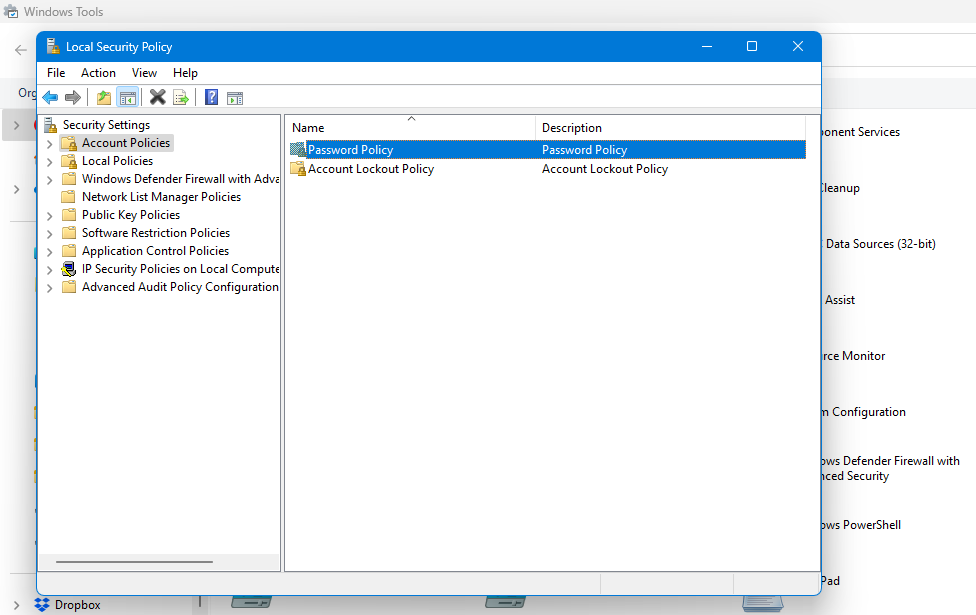 Windows Tools
Local Security Policy
File Action View Help
Org
Security Settings
Account Policies
Local Policies
Windows Defender Firewall with Adva
Network List Manager Policies
Public Key Policies
Software Restriction Policies
Application Control Policies
IP Security Policies on Local Compute
Advanced Audit Policy Configuration
Name Description
Password Policy Password Policy
Account Lockout Policy Account Lockout Policy
ponent Services
Cleanup
Data Sources (32-bit)
Assist
rce Monitor
m Configuration
ows Defender Firewall with
nced Security
ows PowerShell
Pad
Dropbox